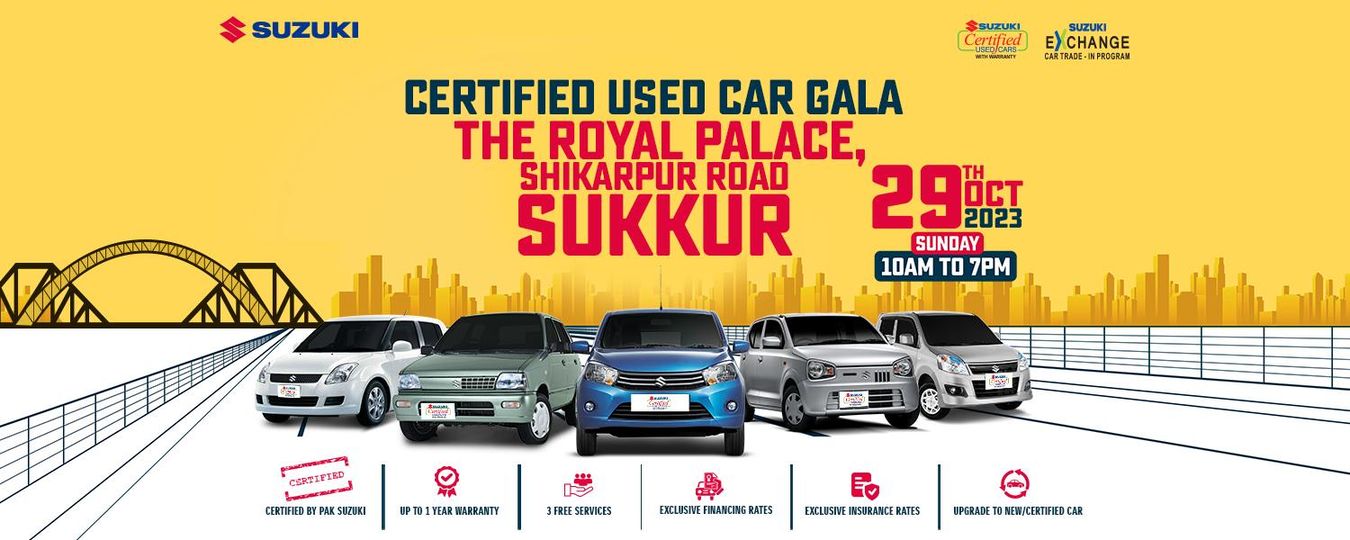 SUZUKI
SUZUKI
Certified
USED CARS
WITH WARRANTY
SUZUKI
EXCHANGE
CAR TRADE - IN PROGRAM
CERTIFIED USED CAR GALA
THE ROYAL PALACE,
SHIKARPUR ROAD
SUKKUR
29TH
OCT
2023
SUNDAY
10AM TO 7PM
Certified
Certified
CERTIFIED
CERTIFIED BY PAK SUZUKI
UP TO 1 YEAR WARRANTY
3 FREE SERVICES
EXCLUSIVE FINANCING RATES
EXCLUSIVE INSURANCE RATES
UPGRADE TO NEW/CERTIFIED CAR